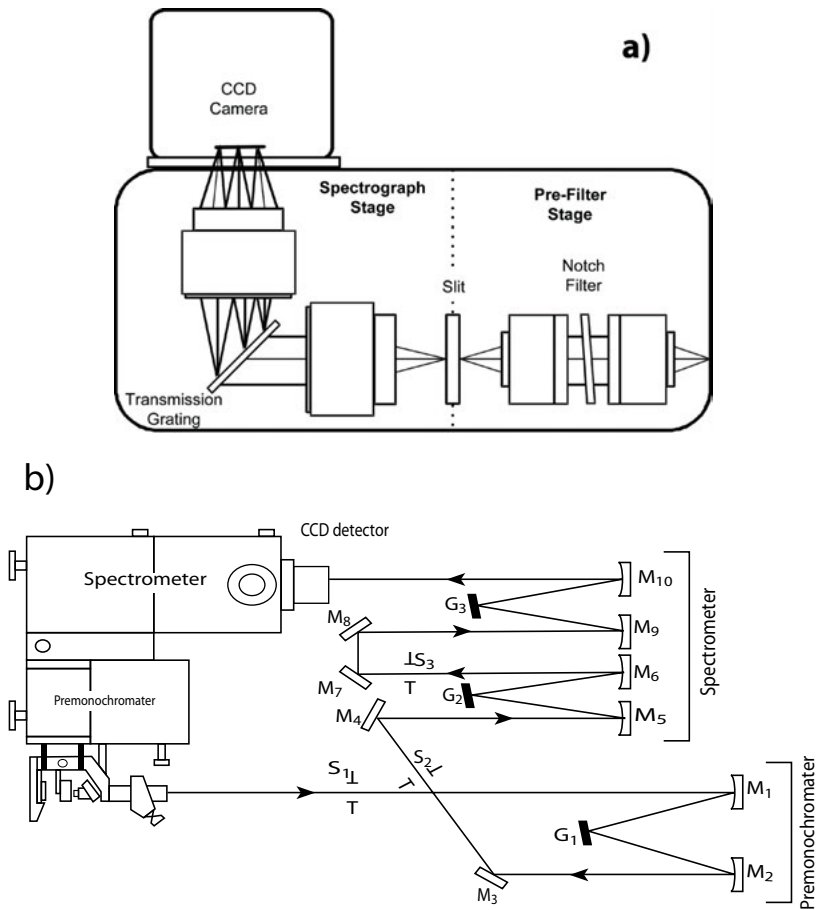 a)
CCD
Camera
Spectrograph
Stage
Pre-Filter
Stage
Notch
Filter
Slit
Transmission
Grating
b)
CCD detector
Spectrometer
M10
G3
M8
M9
S3
M6
M7
G2
M4
M5
Spectrometer
Premonochromater
S2
S1
M1
G1
M2
M3
Premonochromater